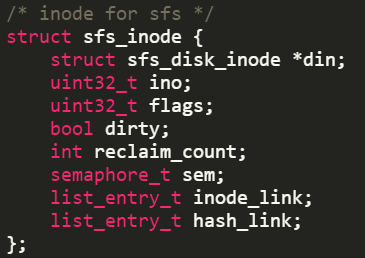 /* inode for sfs */
struct sfs_inode {
    struct sfs_disk_inode *din;
    uint32_t ino;
    uint32_t flags;
    bool dirty;
    int reclaim_count;
    semaphore_t sem;
    list_entry_t inode_link;
    list_entry_t hash_link;
};